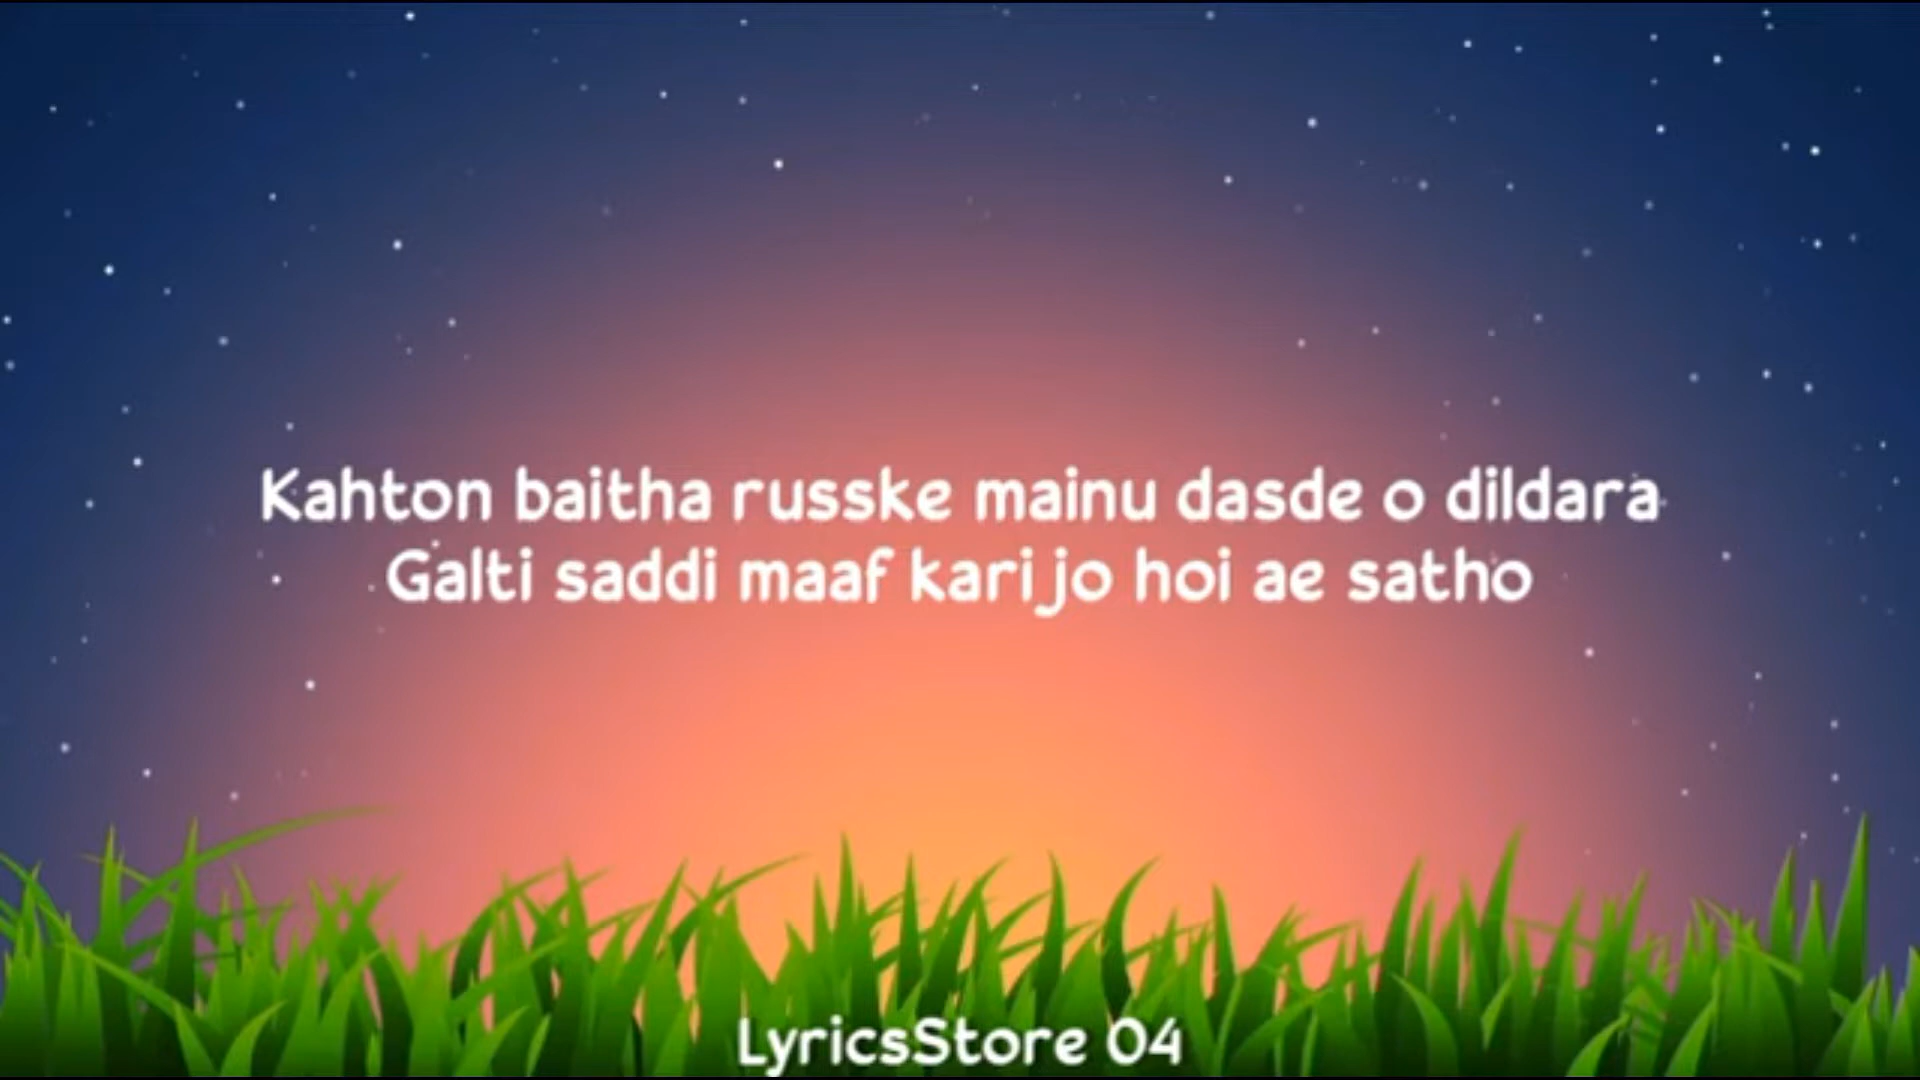 Kahton baitha russke mainu dasde o dildara
Galti saddi maaf kari jo hoi ae satho
LyricsStore 04